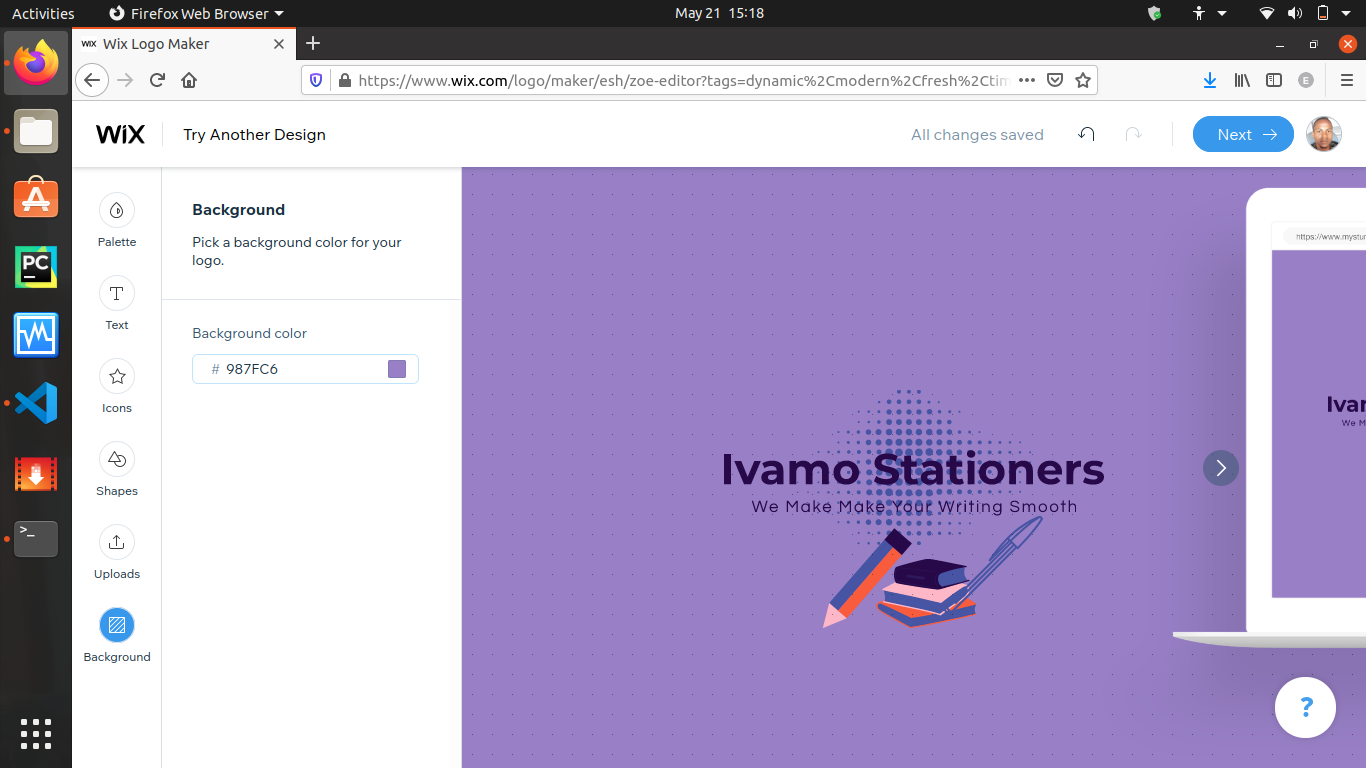 Activities
Firefox Web Browser
May 21 15:18
WiX Wix Logo Maker
https://www.wix.com/logo/maker/esh/zoe-editor?tags=dynamic%2Cmodern%2Cfresh%2Ctim
E
WiX
Try Another Design
All changes saved
Next
Palette
Text
Icons
Shapes
Uploads
Background
Background
Pick a background color for your
logo.
Background color
# 987FC6
Ivamo Stationers
We Make Make Your Writing Smooth
https://www.mystu
Ivam
We M
?
A
PC
>_